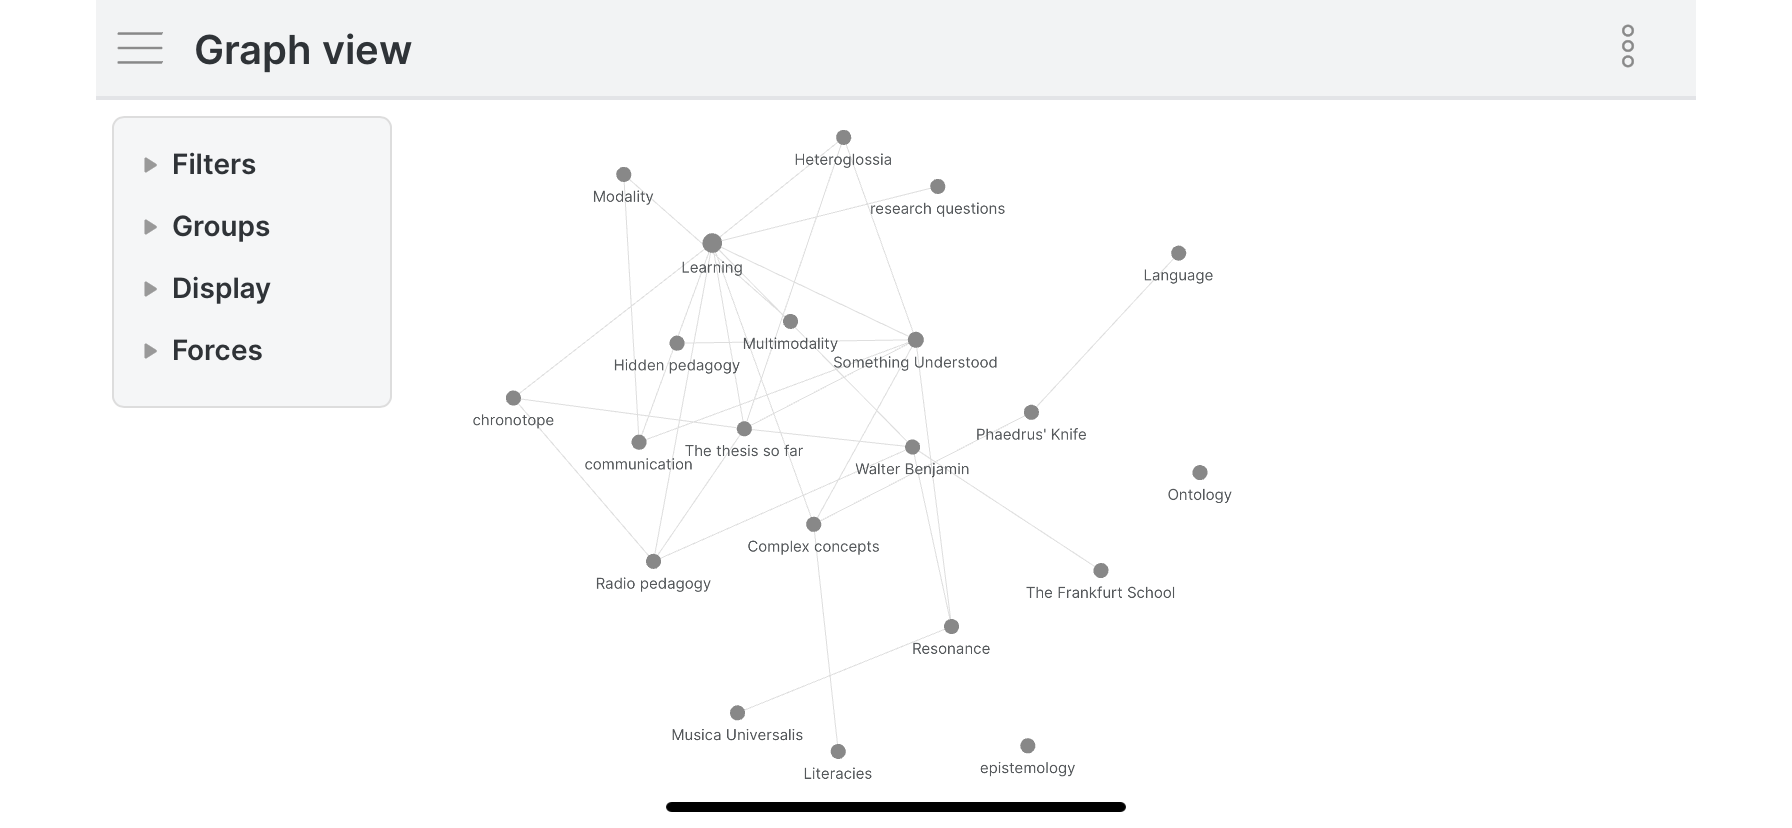 Graph view
Filters
Groups
Display
Forces
Heteroglossia
Modality
research questions
Learning
Language
Multimodality
Hidden pedagogy
Something Understood
chronotope
Phaedrus' Knife
The thesis so far
communication
Walter Benjamin
Ontology
Complex concepts
Radio pedagogy
The Frankfurt School
Resonance
Musica Universalis
epistemology
Literacies